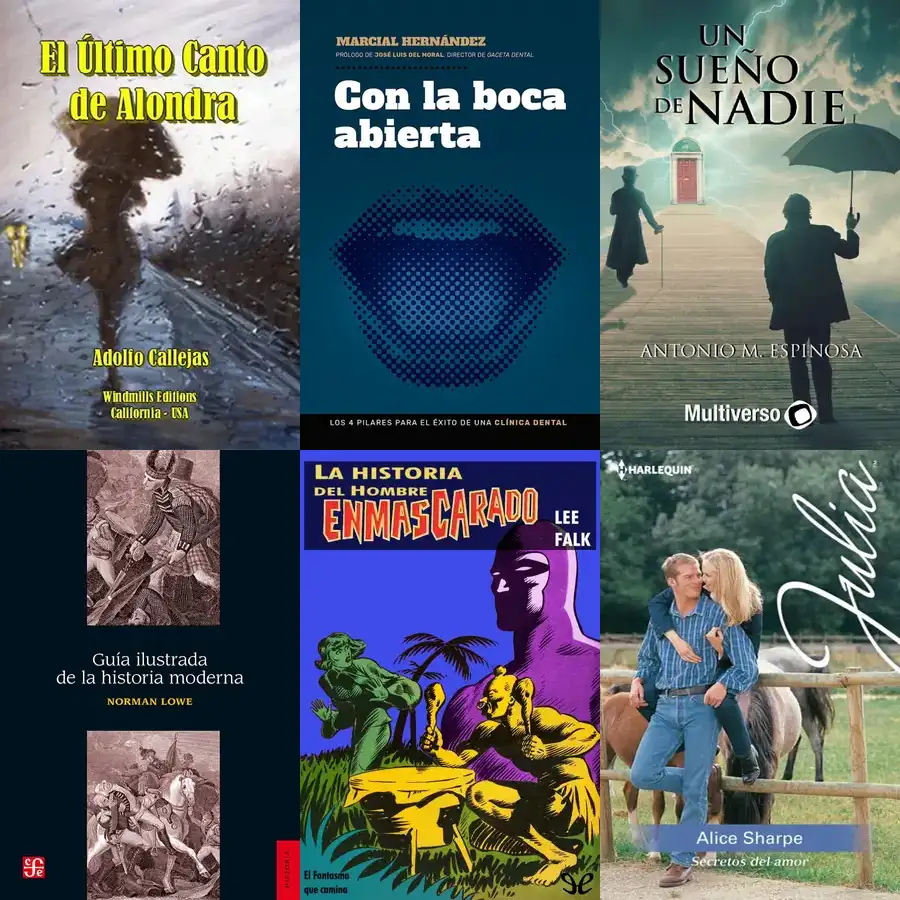 El Último Canto
de Alondra
Adolfo Callejas
Windmills Editions
California - USA
MARCIAL HERNÁNDEZ
PRÓLOGO DE JOSÉ LUIS DEL MORAL, DIRECTOR DE GACETA DENTAL
Con la boca
abierta
LOS 4 PILARES PARA EL ÉXITO DE UNA CLÍNICA DENTAL
UN
SUEÑO
DE NADIE
ANTONIO M. ESPINOSA
Multiverso
Guía ilustrada
de la historia moderna
NORMAN LOWE
HISTORIA
LA HISTORIA
DEL HOMBRE
ENMASCARADO
LEE
FALK
El Fantasma
que camina
HARLEQUIN
Julia
Alice Sharpe
Secretos del amor